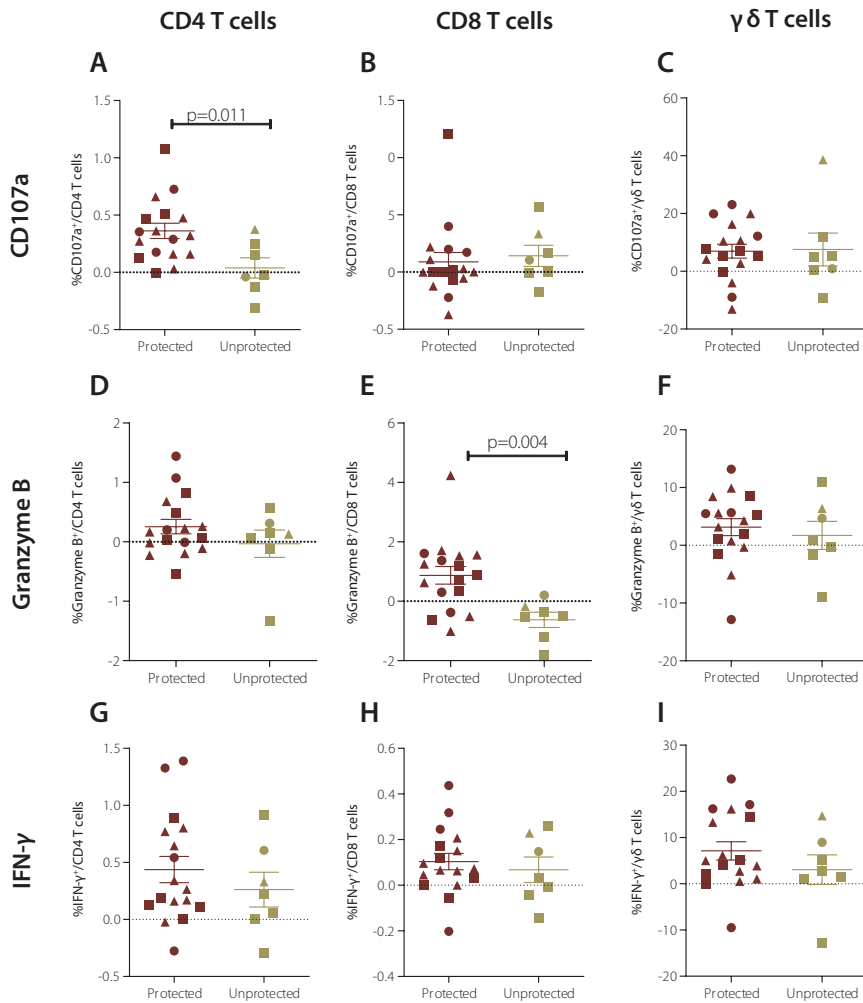 CD4 T cells CD8 T cells γ δ T cells
CD107a
A
%CD107a⁺/CD4 T cells
1.5
1.0
0.5
0.0
-0.5
p=0.011
Protected Unprotected
B
%CD107a⁺/CD8 T cells
1.5
0
0.5
0.0
-0.5
Protected Unprotected
C
%CD107a⁺/γδ T cells
60
40
20
0
-20
Protected Unprotected
Granzyme B
D
%Granzyme B⁺/CD4 T cells
2
1
0
-1
-2
Protected Unprotected
E
%Granzyme B⁺/CD8 T cells
6
4
2
0
-2
p=0.004
Protected Unprotected
F
%Granzyme B⁺/γδ T cells
20
10
0
-10
-20
Protected Unprotected
IFN-γ
G
%IFN-γ⁺/CD4 T cells
1.5
1.0
0.5
0.0
-0.5
Protected Unprotected
H
%IFN-γ⁺/CD8 T cells
0.6
0.4
0.2
0.0
-0.2
0.4
Protected Unprotected
I
%IFN-γ⁺/γδ T cells
30
20
10
0
-10
-20
Protected Unprotected